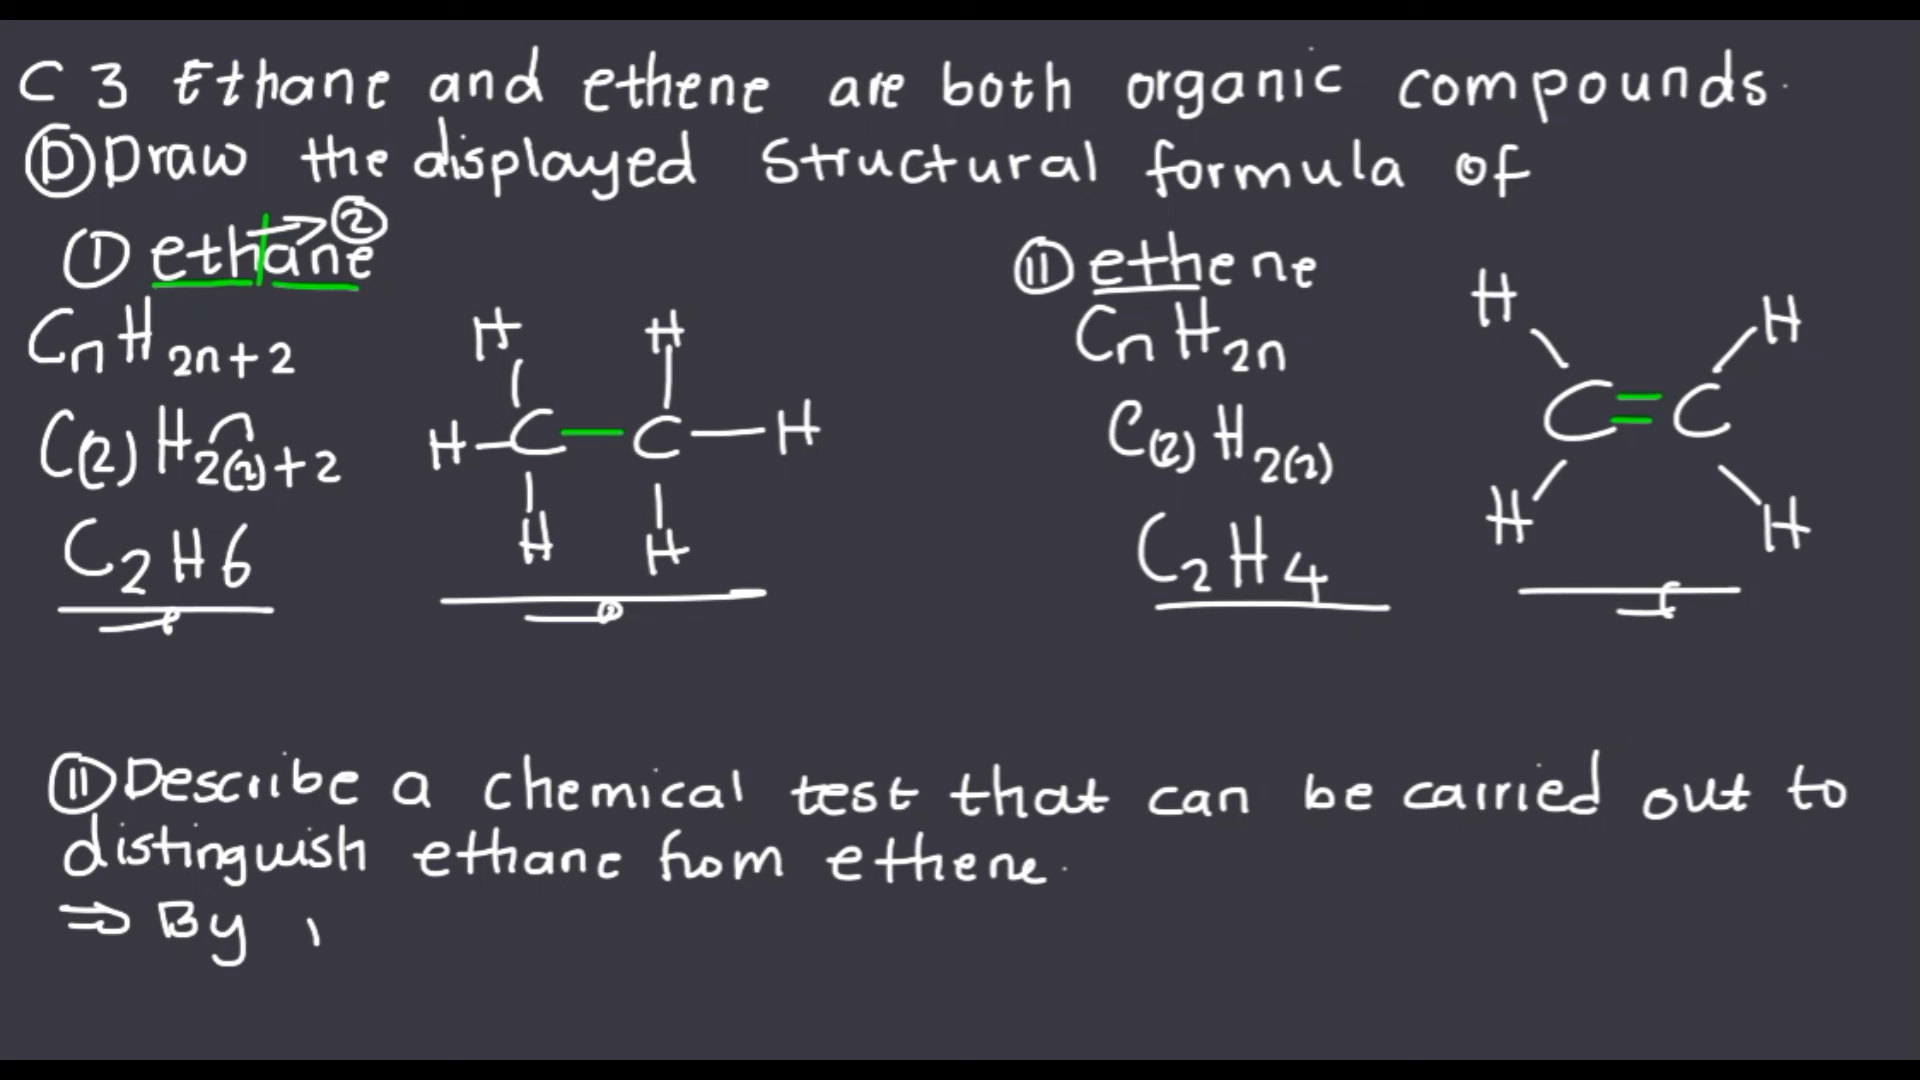 C 3 Ethane and ethene are both organic compounds.
(b) Draw the displayed structural formula of
(I) ethane → (2)
CnH2n+2
C(2)H2(2)+2
C2H6
H H
H-C-C-H
H H
(II) ethene
CnH2n
C(2)H2(2)
C2H4
H H
C=C
H H
(II) Describe a chemical test that can be carried out to
distinguish ethane from ethene.
⇒ By